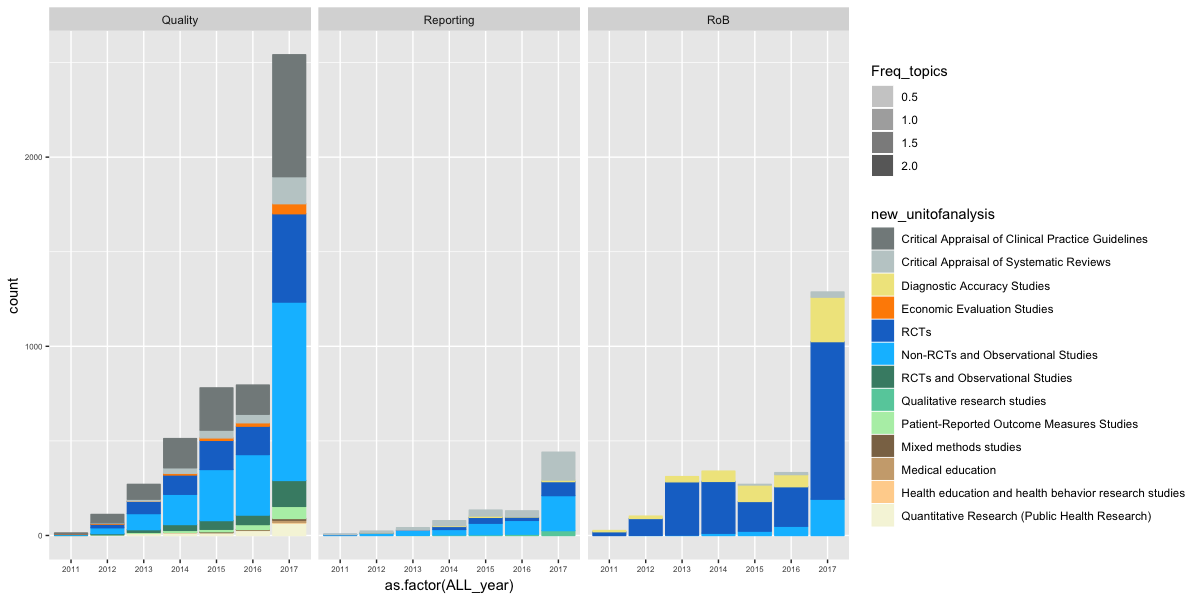 Quality
Reporting
RoB
count
2000
1000
0
2011 2012 2013 2014 2015 2016 2017
2011 2012 2013 2014 2015 2016 2017
2011 2012 2013 2014 2015 2016 2017
as.factor(ALL_year)
Freq_topics
0.5
1.0
1.5
2.0
new_unitofanalysis
Critical Appraisal of Clinical Practice Guidelines
Critical Appraisal of Systematic Reviews
Diagnostic Accuracy Studies
Economic Evaluation Studies
RCTs
Non-RCTs and Observational Studies
RCTs and Observational Studies
Qualitative research studies
Patient-Reported Outcome Measures Studies
Mixed methods studies
Medical education
Health education and health behavior research studies
Quantitative Research (Public Health Research)